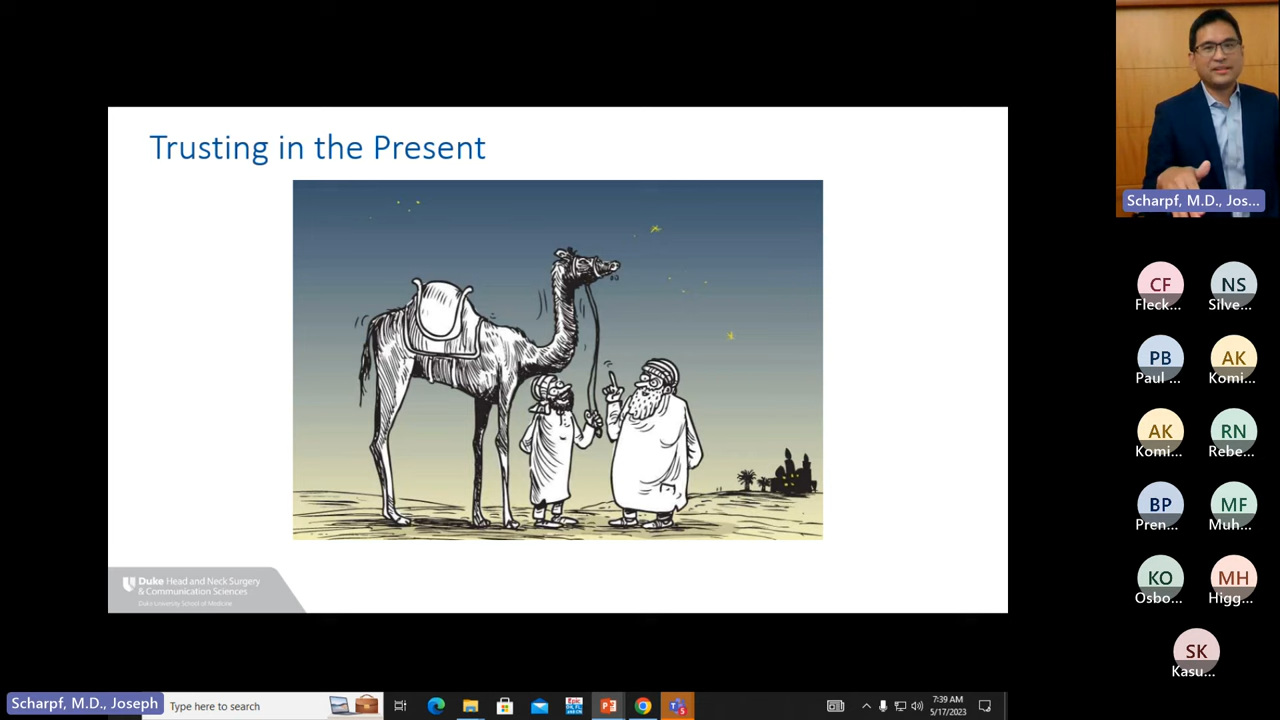 Trusting in the Present
Duke Head and Neck Surgery
& Communication Sciences
Duke University School of Medicine
Scharpf, M.D., Jos...
CF
NS
Fleck...
Silve...
PB
AK
Paul ...
Komi...
AK
RN
Komi...
Rebe...
BP
MF
Pren...
Muh...
KO
MH
Osbo...
Higg...
SK
Kasu...
Scharpf, M.D., Joseph
Type here to search
Epic
7:39 AM
5/17/2023